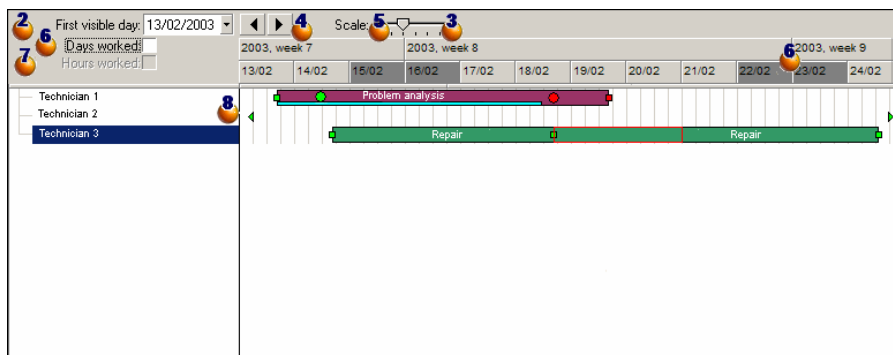 2 First visible day: 13/02/2003 4 Scale: 5 3
6 Days worked:
7 Hours worked:
2003, week 7 2003, week 8 6 2003, week 9
13/02 14/02 15/02 16/02 17/02 18/02 19/02 20/02 21/02 22/02 23/02 24/02
Technician 1 8 Problem analysis
Technician 2
Technician 3 Repair Repair